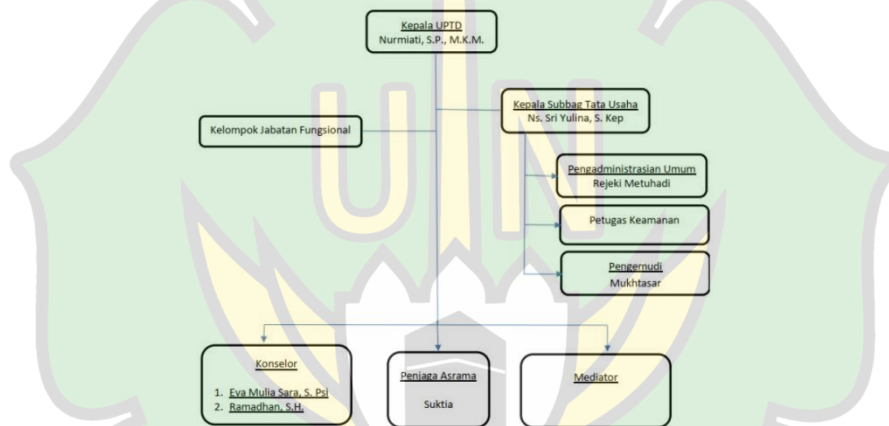 Kepala UPTD
Nurmiati, S.P., M.K.M.
Kepala Subbag Tata Usaha
Ns. Sri Yulina, S. Kep
Kelompok Jabatan Fungsional
Pengadministrasian Umum
Rejeki Metuhadi
Petugas Keamanan
Pengemudi
Mukhtasar
Konselor
1. Eva Mulia Sara, S. Psi
2. Ramadhan, S.H.
Penjaga Asrama
Suktia
Mediator
UIN